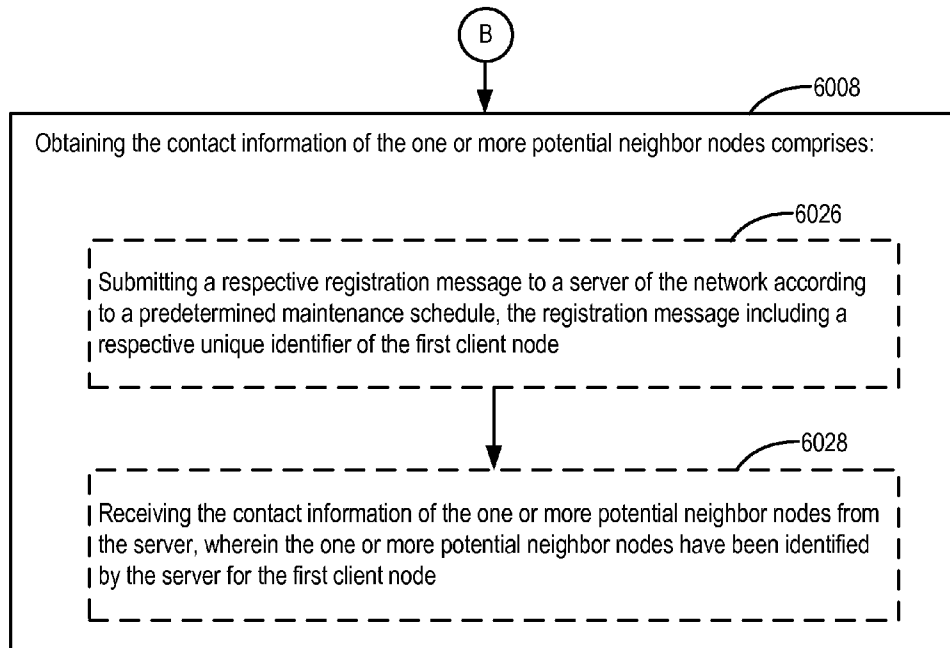 B
6008
Obtaining the contact information of the one or more potential neighbor nodes comprises:
6026
Submitting a respective registration message to a server of the network according
to a predetermined maintenance schedule, the registration message including a
respective unique identifier of the first client node
6028
Receiving the contact information of the one or more potential neighbor nodes from
the server, wherein the one or more potential neighbor nodes have been identified
by the server for the first client node